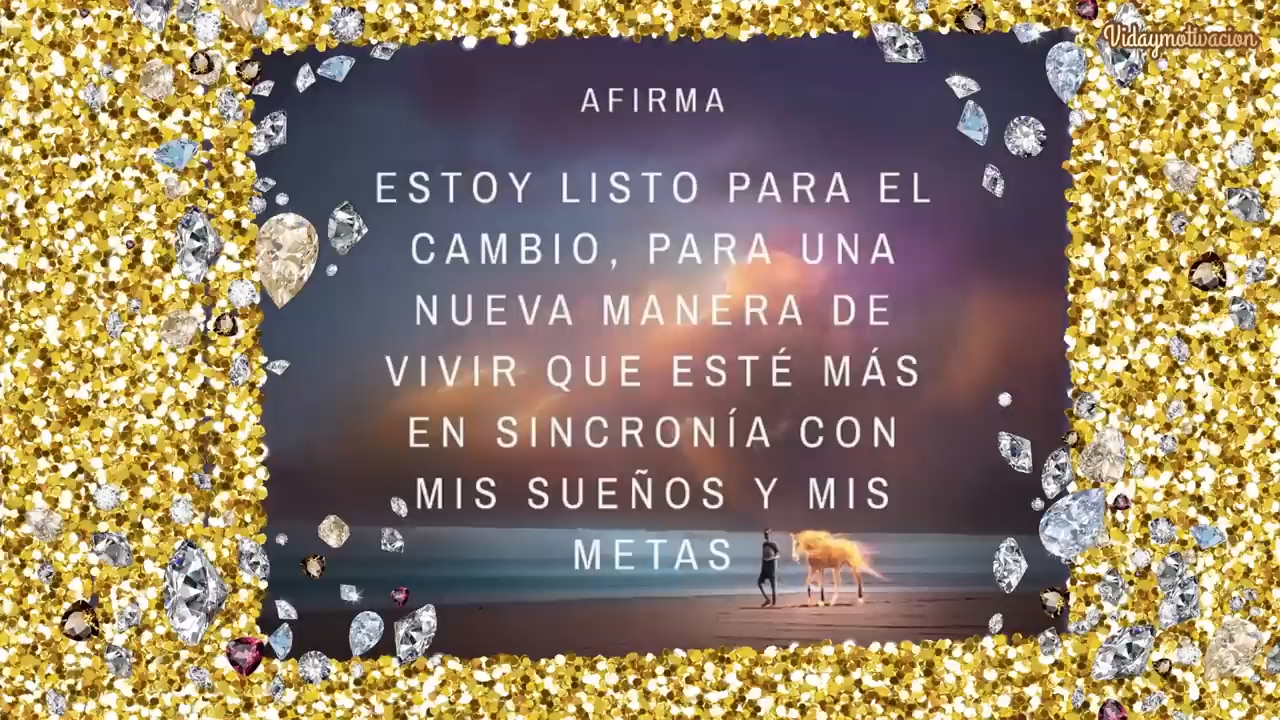 Vidaymotivacion
AFIRMA
ESTOY LISTO PARA EL
CAMBIO, PARA UNA
NUEVA MANERA DE
VIVIR QUE ESTÉ MÁS
EN SINCRONÍA CON
MIS SUEÑOS Y MIS
METAS